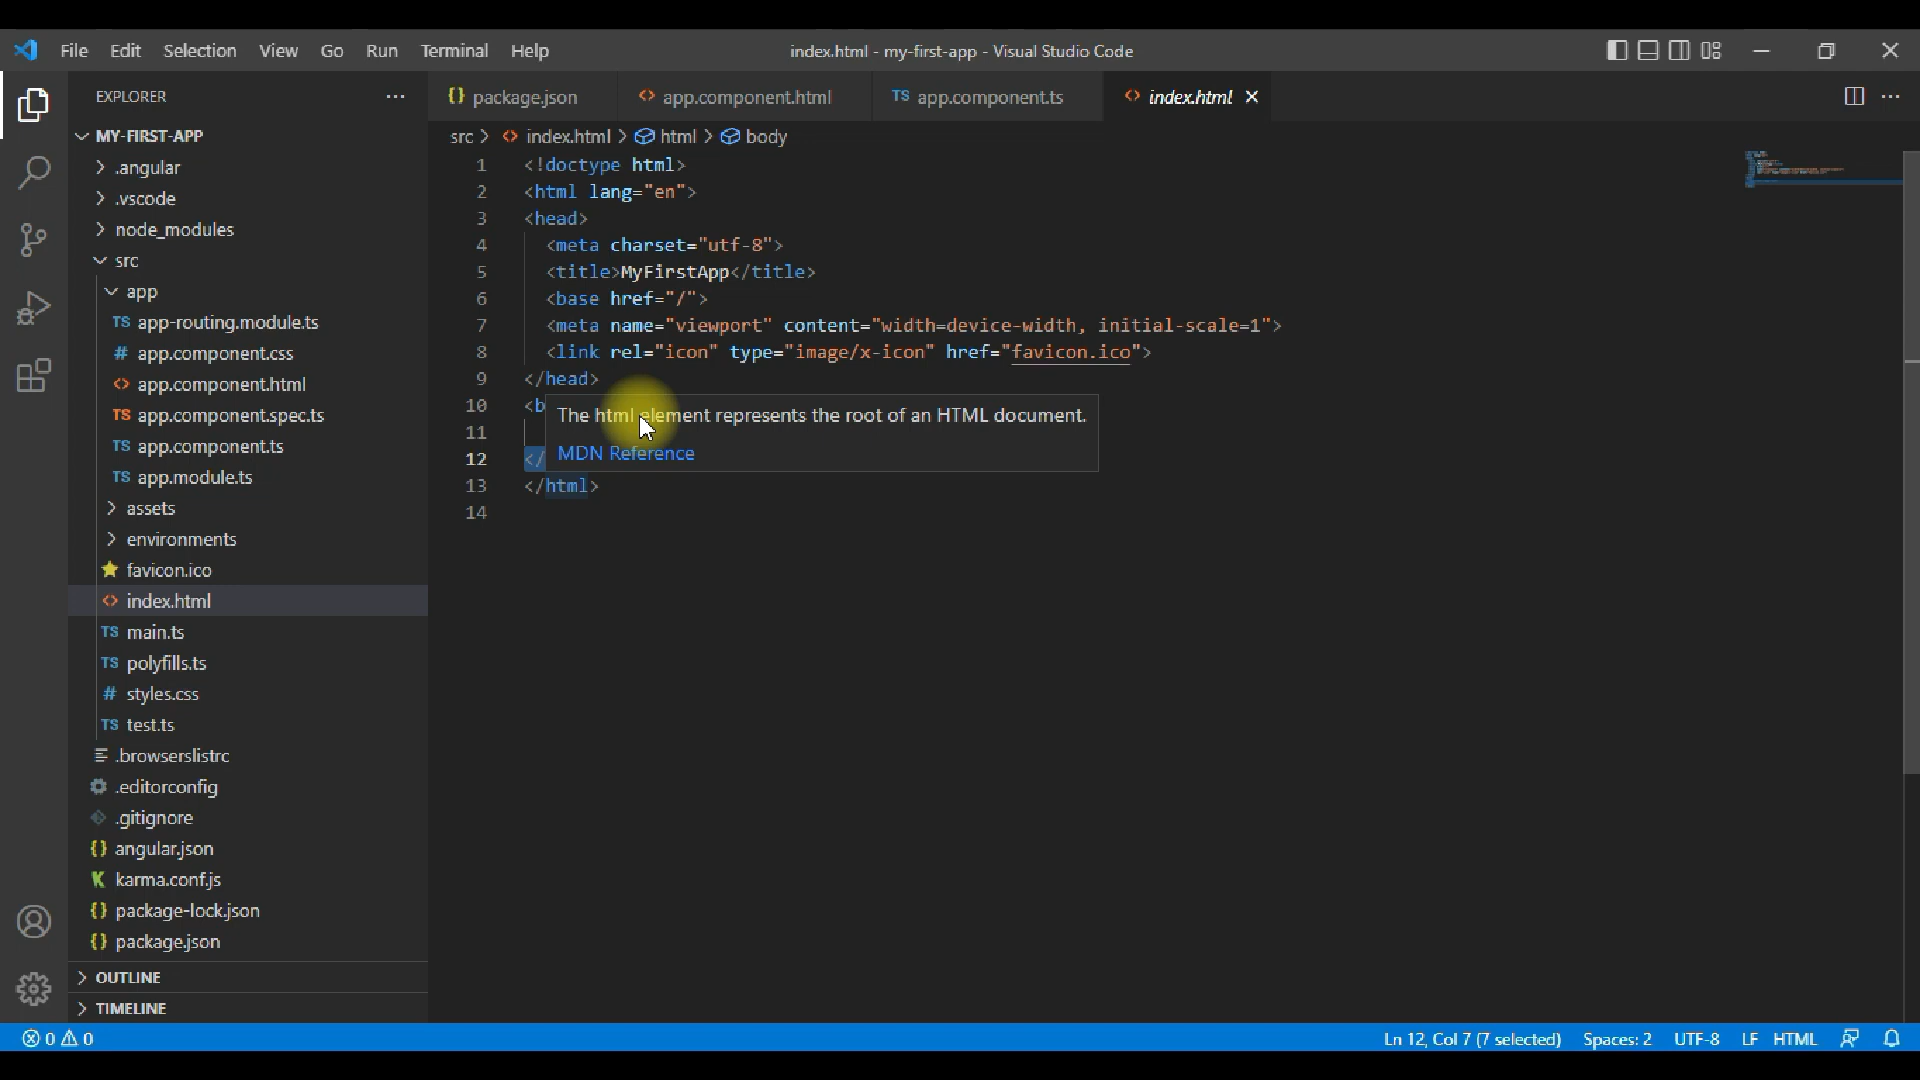 File Edit Selection View Go Run Terminal Help index.html - my-first-app - Visual Studio Code
EXPLORER
package.json app.component.html TS app.component.ts index.html
src > index.html > html > body
MY-FIRST-APP
.angular
.vscode
node_modules
src
app
TS app-routing.module.ts
# app.component.css
<> app.component.html
TS app.component.spec.ts
TS app.component.ts
TS app.module.ts
assets
environments
favicon.ico
<> index.html
TS main.ts
TS polyfills.ts
# styles.css
TS test.ts
.browserslistrc
.editorconfig
.gitignore
{} angular.json
K karma.conf.js
{} package-lock.json
{} package.json
OUTLINE
TIMELINE
1 <!doctype html>
2 <html lang="en">
3 <head>
4 <meta charset="utf-8">
5 <title>MyFirstApp</title>
6 <base href="/">
7 <meta name="viewport" content="width=device-width, initial-scale=1">
8 <link rel="icon" type="image/x-icon" href="favicon.ico">
9 </head>
10 <b
The html element represents the root of an HTML document.
11
12 </
MDN Reference
13 </html>
14
0 0 Ln 12, Col 7 (7 selected) Spaces: 2 UTF-8 LF HTML